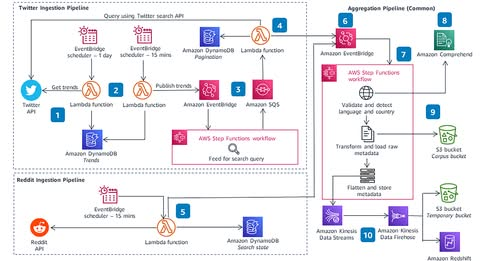 Twitter Ingestion Pipeline
Query using Twitter search API
EventBridge
scheduler ~ 1 day
EventBridge
scheduler ~ 15 mins
Amazon DynamoDB
Pagination
4
Lambda function
Twitter
API
Get trends
1
2
Lambda function
Lambda function
Publish trends
Amazon EventBridge
3
Amazon SQS
Amazon DynamoDB
Trends
AWS Step Functions workflow
Feed for search query
Reddit Ingestion Pipeline
EventBridge
scheduler ~ 15 mins
5
Reddit
API
Lambda function
Amazon DynamoDB
Search state
Aggregation Pipeline (Common)
6
Amazon EventBridge
7
8
Amazon Comprehend
AWS Step Functions
workflow
Validate and detect
language and country
9
Transform and load raw
metadata
S3 bucket
Corpus bucket
Flatten and store
metadata
Amazon Kinesis
Data Streams
10
Amazon Kinesis
Data Firehose
S3 bucket
Temporary bucket
Amazon Redshift